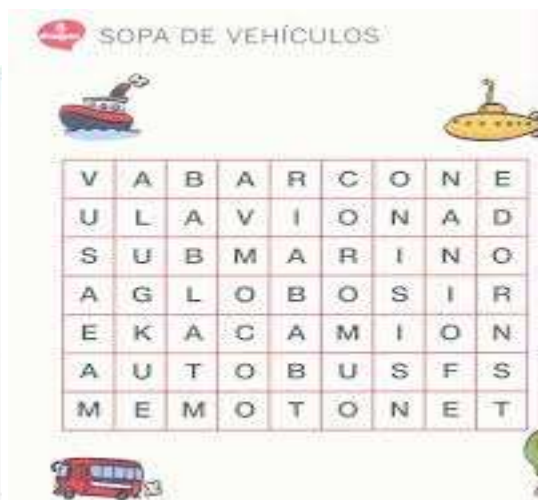 SOPA DE VEHÍCULOS
V A B A R C O N E
U L A V I O N A D
S U B M A R I N O
A G L O B O S I R
E K A C A M I O N
A U T O B U S F S
M E M O T O N E T